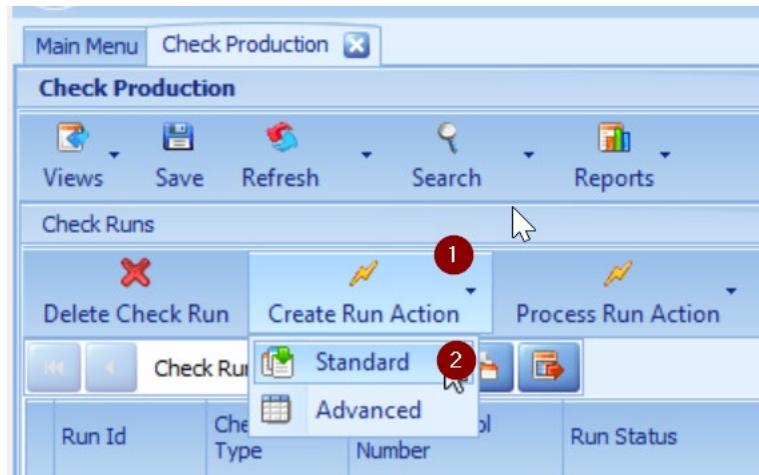 Main Menu Check Production
Check Production
Views Save Refresh Search Reports
Check Runs
1
Delete Check Run Create Run Action Process Run Action
Standard 2
Advanced
Run Id
Type
Number
Run Status